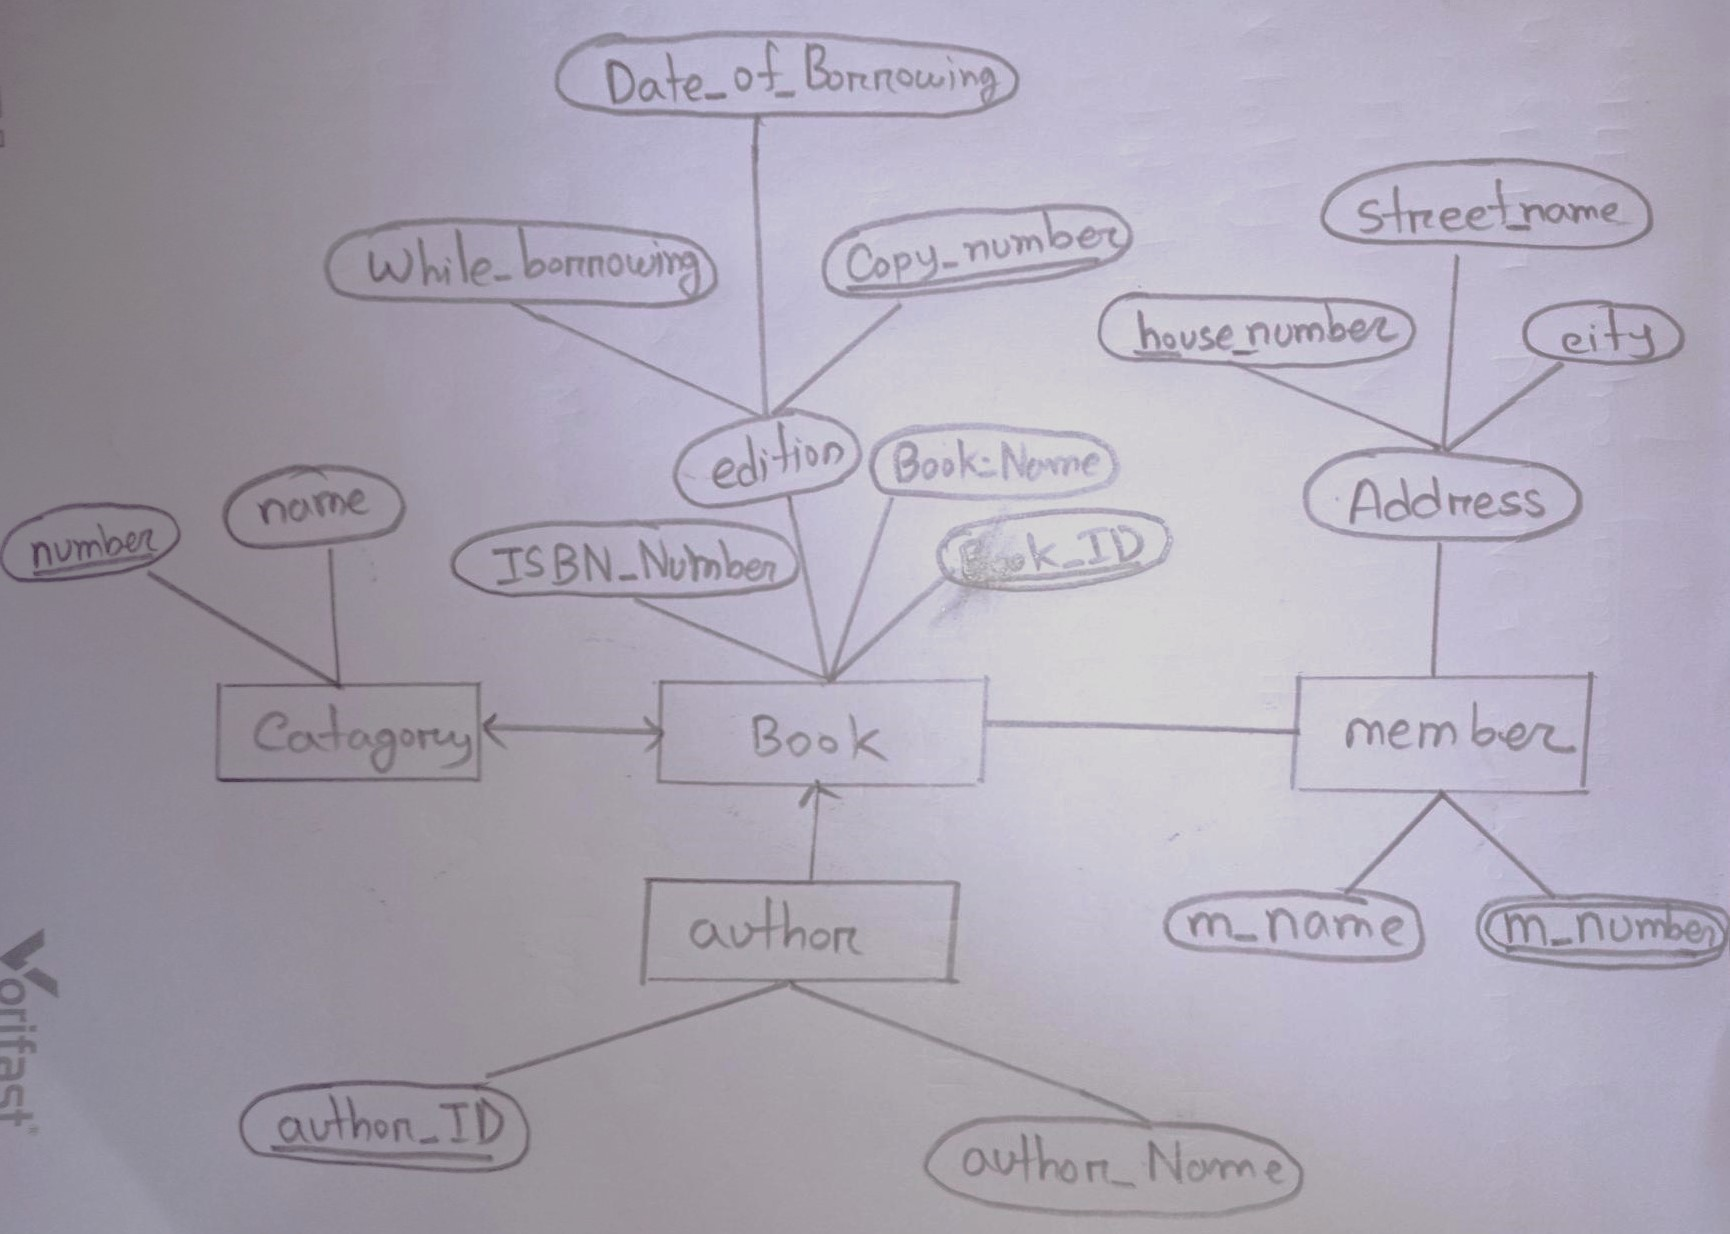 Date_of_Borrowing
While_borrowing
Copy_number
Street_name
house_number
city
edition
Book_Name
Address
number
name
ISBN_Number
Book_ID
Catagory
Book
member
author
m_name
m_number
author_ID
author_Name
Vorifast